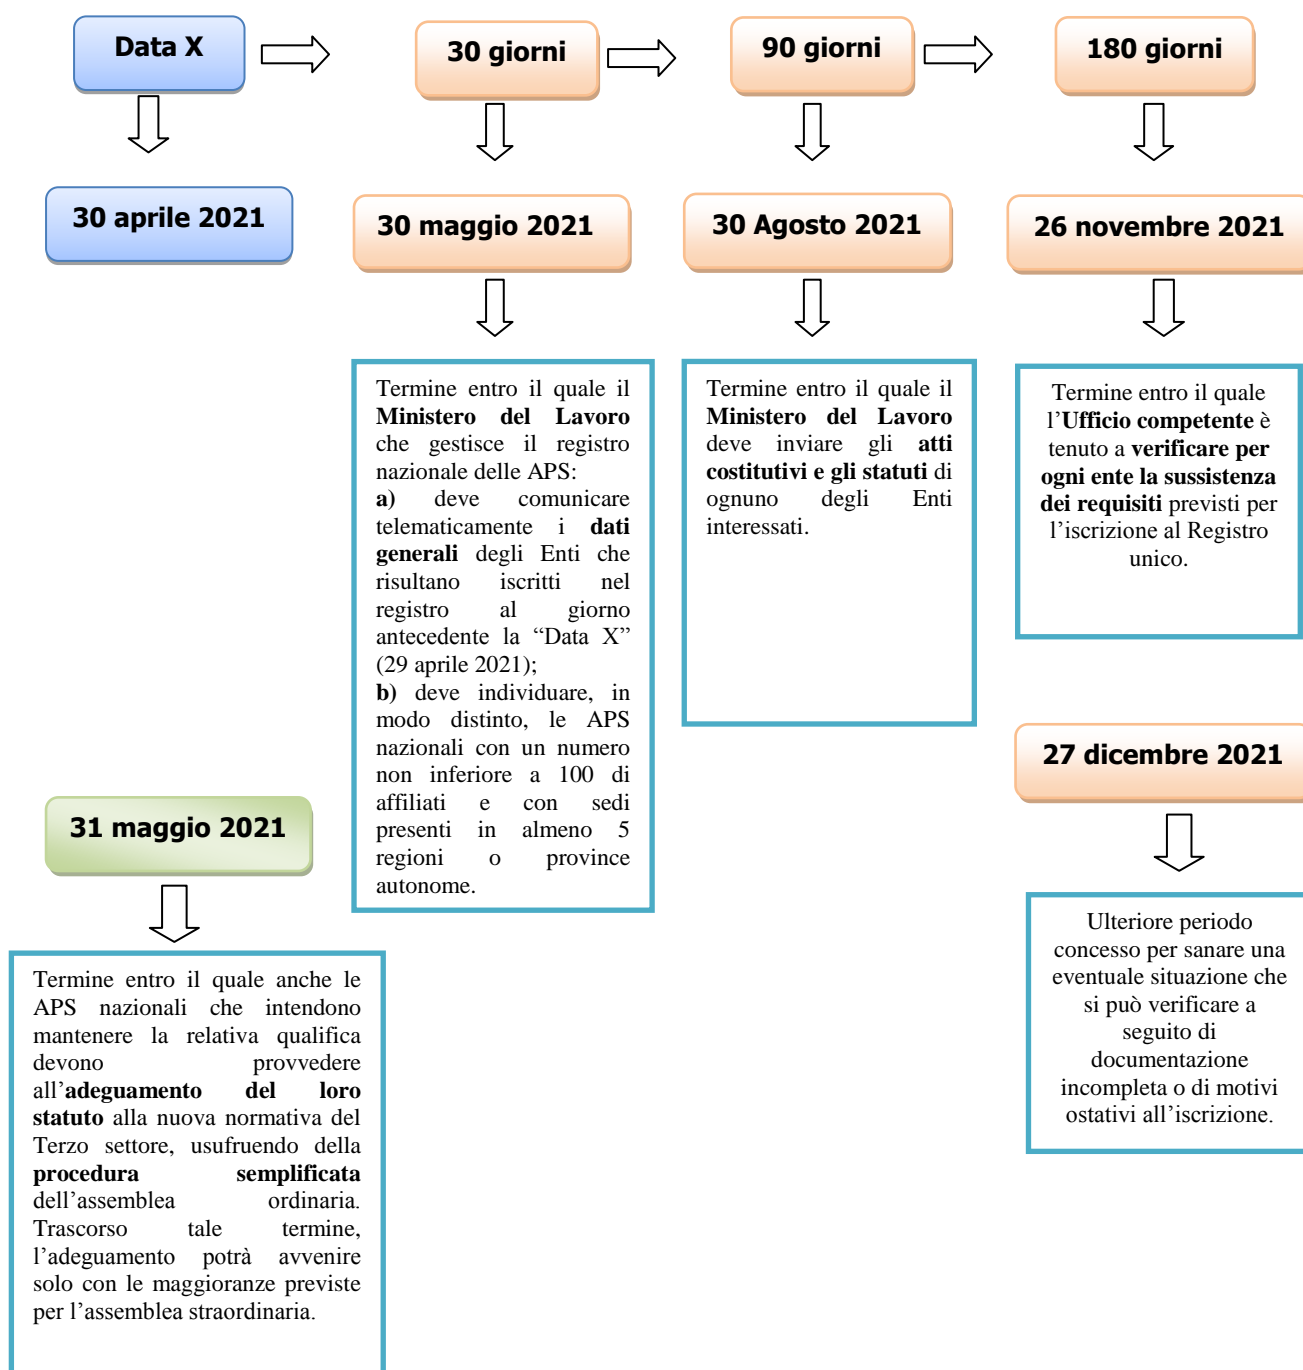 Data X
30 giorni
90 giorni
180 giorni
30 aprile 2021
30 maggio 2021
30 Agosto 2021
26 novembre 2021
Termine entro il quale il
Ministero del Lavoro
che gestisce il registro
nazionale delle APS:
a) deve comunicare
telematicamente i dati
generali degli Enti che
risultano iscritti nel
registro al giorno
antecedente la “Data X”
(29 aprile 2021);
b) deve individuare, in
modo distinto, le APS
nazionali con un numero
non inferiore a 100 di
affiliati e con sedi
presenti in almeno 5
regioni o province
autonome.
Termine entro il quale il
Ministero del Lavoro
deve inviare gli atti
costitutivi e gli statuti di
ognuno degli Enti
interessati.
Termine entro il quale
l’Ufficio competente è
tenuto a verificare per
ogni ente la sussistenza
dei requisiti previsti per
l’iscrizione al Registro
unico.
27 dicembre 2021
Ulteriore periodo
concesso per sanare una
eventuale situazione che
si può verificare a
seguito di
documentazione
incompleta o di motivi
ostativi all’iscrizione.
31 maggio 2021
Termine entro il quale anche le
APS nazionali che intendono
mantenere la relativa qualifica
devono provvedere
all’adeguamento del loro
statuto alla nuova normativa del
Terzo settore, usufruendo della
procedura semplificata
dell’assemblea ordinaria.
Trascorso tale termine,
l’adeguamento potrà avvenire
solo con le maggioranze previste
per l’assemblea straordinaria.